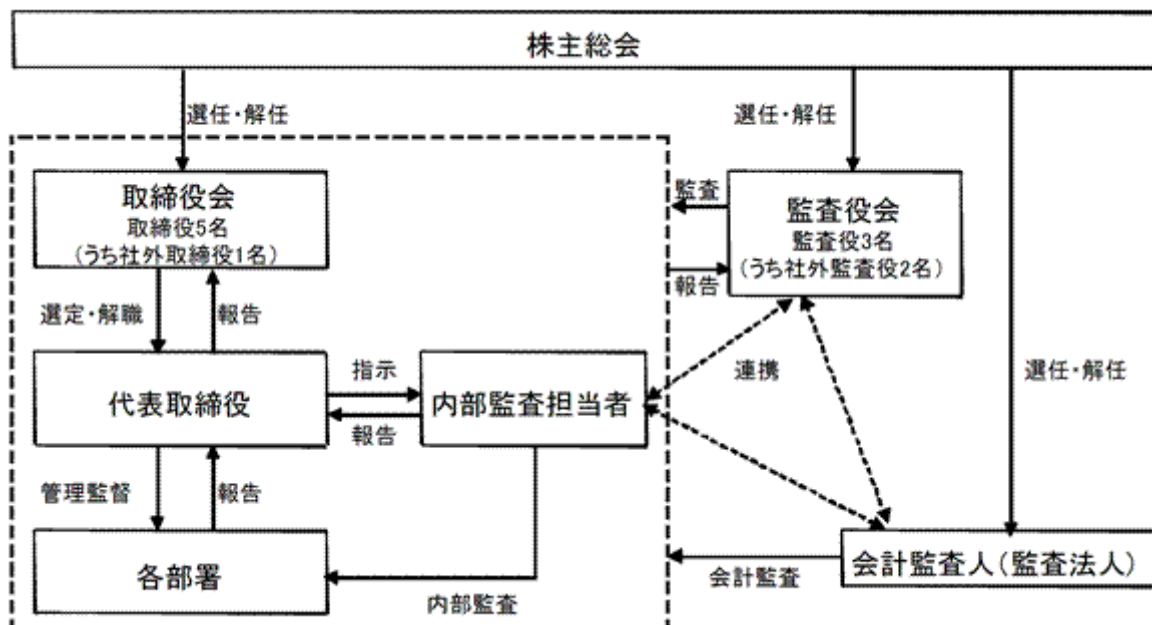 株主総会
選任・解任
選任・解任
取締役会
取締役5名
(うち社外取締役1名)
監査
監査役会
監査役3名
(うち社外監査役2名)
報告
選定・解職
報告
代表取締役
指示
報告
内部監査担当者
連携
選任・解任
管理監督
報告
各部署
内部監査
会計監査
会計監査人(監査法人)